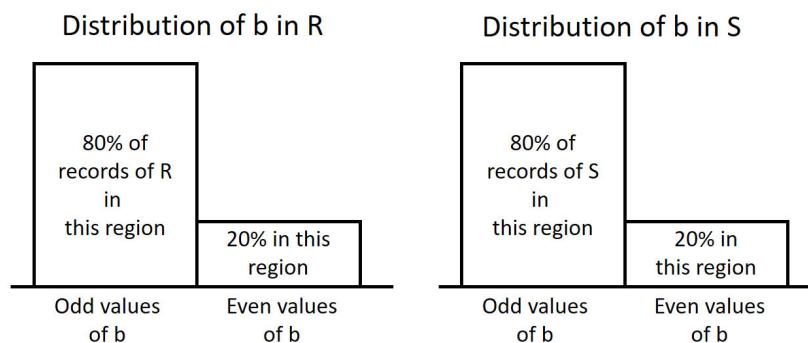 Distribution of b in R
80% of
records of R
in
this region
20% in this
region
Odd values
of b
Even values
of b
Distribution of b in S
80% of
records of S
in
this region
20% in
this region
Odd values
of b
Even values
of b